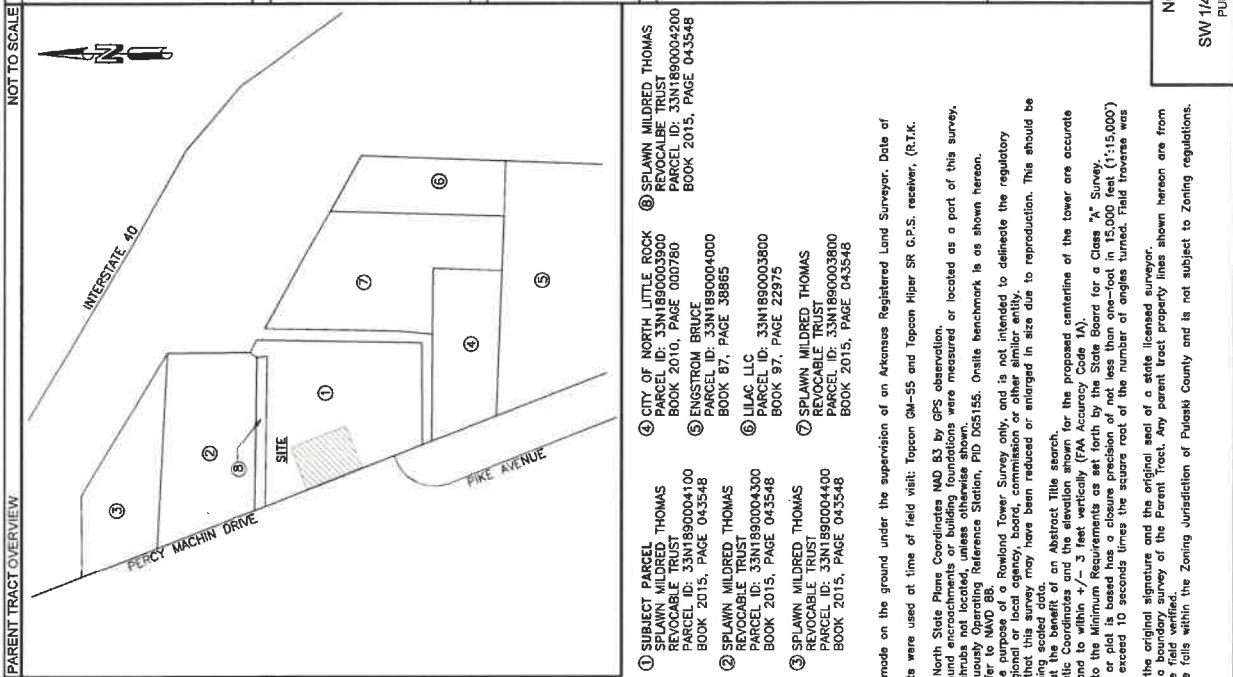 PARENT TRACT OVERVIEW
NOT TO SCALE
N
INTERSTATE 40
PERCY MACHIN DRIVE
PIKE AVENUE
SITE
①
②
③
④
⑤
⑥
⑦
⑧
① SUBJECT PARCEL
SPLAWN MILDRED THOMAS
REVOCABLE TRUST
PARCEL ID: 33N1890004100
BOOK 2015, PAGE 043548
② SPLAWN MILDRED THOMAS
REVOCABLE TRUST
PARCEL ID: 33N1890004300
BOOK 2015, PAGE 043548
③ SPLAWN MILDRED THOMAS
REVOCABLE TRUST
PARCEL ID: 33N1890004400
BOOK 2015, PAGE 043548
④ CITY OF NORTH LITTLE ROCK
PARCEL ID: 33N1890003900
BOOK 2010, PAGE 000780
⑤ ENGSTROM BRUCE
PARCEL ID: 33N1890004000
BOOK 87, PAGE 38865
⑥ LILAC LLC
PARCEL ID: 33N1890003800
BOOK 97, PAGE 22975
⑦ SPLAWN MILDRED THOMAS
REVOCABLE TRUST
PARCEL ID: 33N1890003800
BOOK 2015, PAGE 043548
⑧ SPLAWN MILDRED THOMAS
REVOCALBE TRUST
PARCEL ID: 33N1890004200
BOOK 2015, PAGE 043548
made on the ground under the supervision of an Arkansas Registered Land Surveyor. Date of
ts were used at time of field visit: Topcon GM-55 and Topcon Hiper SR G.P.S. receiver, (R.T.K.
North State Plane Coordinates NAD 83 by GPS observation.
und encroachments or building foundations were measured or located as a part of this survey,
hrubs not located, unless otherwise shown.
uously Operating Reference Station, PID DG5155. Onsite benchmark is as shown hereon.
fer to NAVD 88.
e purpose of a Rawland Tower Survey only, and is not intended to delineate the regulatory
gional or local agency, board, commission or other similar entity.
that this survey may have been reduced or enlarged in size due to reproduction. This should be
ing scaled data.
t the benefit of an Abstract Title search.
tic Coordinates and the elevation shown for the proposed centerline of the tower are accurate
and to within +/- 3 feet vertically (FAA Accuracy Code 1A).
to the Minimum Requirements as set forth by the State Board for a Class "A" Survey.
or plat is based has a closure precision of not less than one-foot in 15,000 feet (1':15,000')
exceed 10 seconds times the square root of the number of angles turned. Field traverse was
the original signature and the original seal of a state licensed surveyor.
a boundary survey of the Parent Tract. Any parent tract property lines shown hereon are from
e field verified.
e falls within the Zoning Jurisdiction of Pulaski County and is not subject to Zoning regulations.
N
SW 1/4
PU